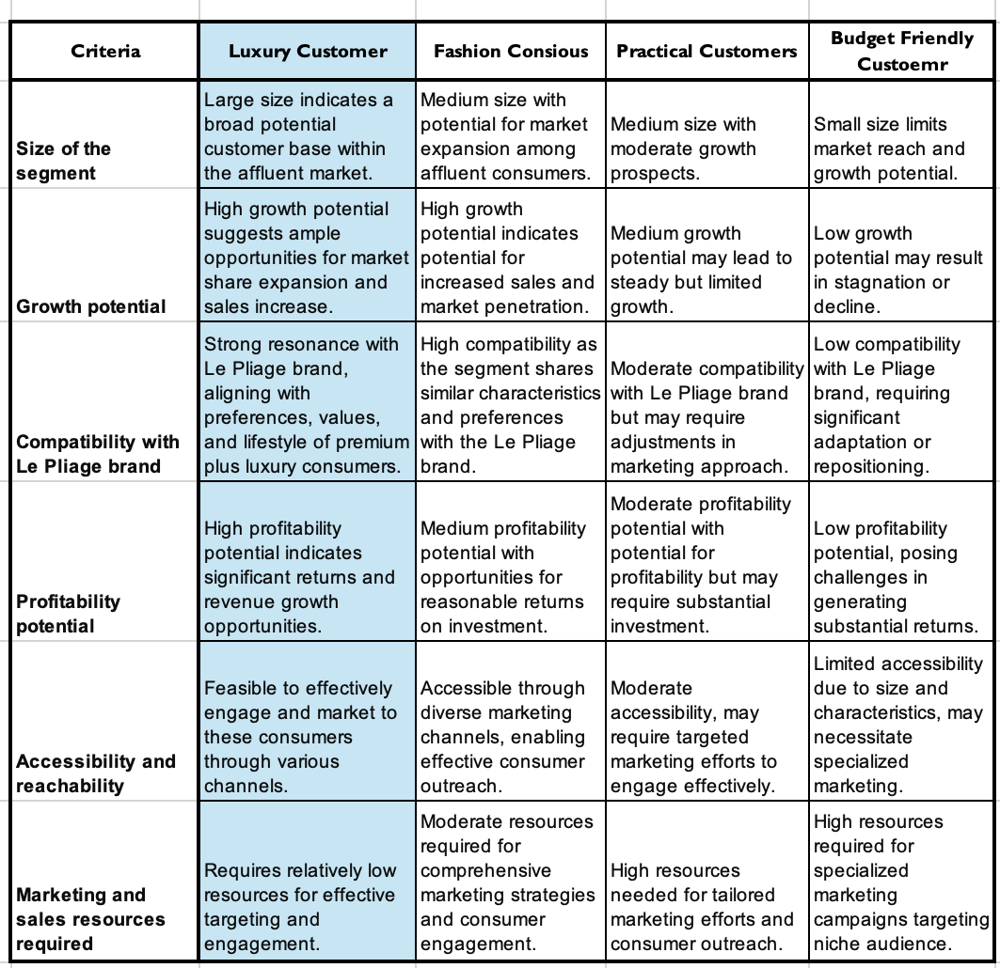 Criteria
Luxury Customer
Fashion Consious
Practical Customers
Budget Friendly
Custoemr
Size of the
segment
Large size indicates a
broad potential
customer base within
the affluent market.
Medium size with
potential for market
expansion among
affluent consumers.
Medium size with
moderate growth
prospects.
Small size limits
market reach and
growth potential.
Growth potential
High growth potential
suggests ample
opportunities for market
share expansion and
sales increase.
High growth
potential indicates
potential for
increased sales and
market penetration.
Medium growth
potential may lead to
steady but limited
growth.
Low growth
potential may result
in stagnation or
decline.
Compatibility with
Le Pliage brand
Strong resonance with
Le Pliage brand,
aligning with
preferences, values,
and lifestyle of premium
plus luxury consumers.
High compatibility as
the segment shares
similar characteristics
and preferences
with the Le Pliage
brand.
Moderate compatibility
with Le Pliage brand
but may require
adjustments in
marketing approach.
Low compatibility
with Le Pliage
brand, requiring
significant
adaptation or
repositioning.
Profitability
potential
High profitability
potential indicates
significant returns and
revenue growth
opportunities.
Medium profitability
potential with
opportunities for
reasonable returns
on investment.
Moderate profitability
potential with
potential for
profitability but may
require substantial
investment.
Low profitability
potential, posing
challenges in
generating
substantial returns.
Accessibility and
reachability
Feasible to effectively
engage and market to
these consumers
through various
channels.
Accessible through
diverse marketing
channels, enabling
effective consumer
outreach.
Moderate
accessibility, may
require targeted
marketing efforts to
engage effectively.
Limited accessibility
due to size and
characteristics, may
necessitate
specialized
marketing.
Marketing and
sales resources
required
Requires relatively low
resources for effective
targeting and
engagement.
Moderate resources
required for
comprehensive
marketing strategies
and consumer
engagement.
High resources
needed for tailored
marketing efforts and
consumer outreach.
High resources
required for
specialized
marketing
campaigns targeting
niche audience.